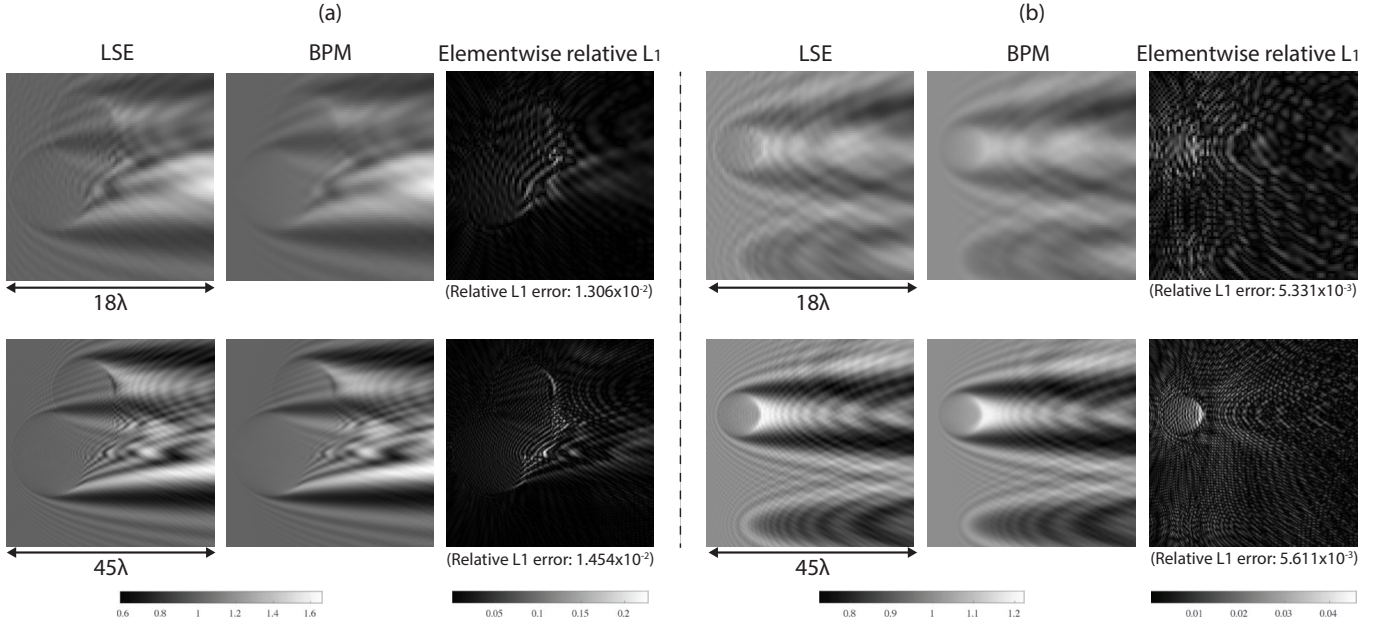 (a)
(b)
LSE BPM Elementwise relative L1
LSE BPM Elementwise relative L1
18λ
(Relative L1 error: 1.306x10⁻²)
18λ
(Relative L1 error: 5.331x10⁻³)
45λ
(Relative L1 error: 1.454x10⁻²)
45λ
(Relative L1 error: 5.611x10⁻³)
0.6 0.8 1 1.2 1.4 1.6
0.05 0.1 0.15 0.2
0.8 0.9 1 1.1 1.2
0.01 0.02 0.03 0.04